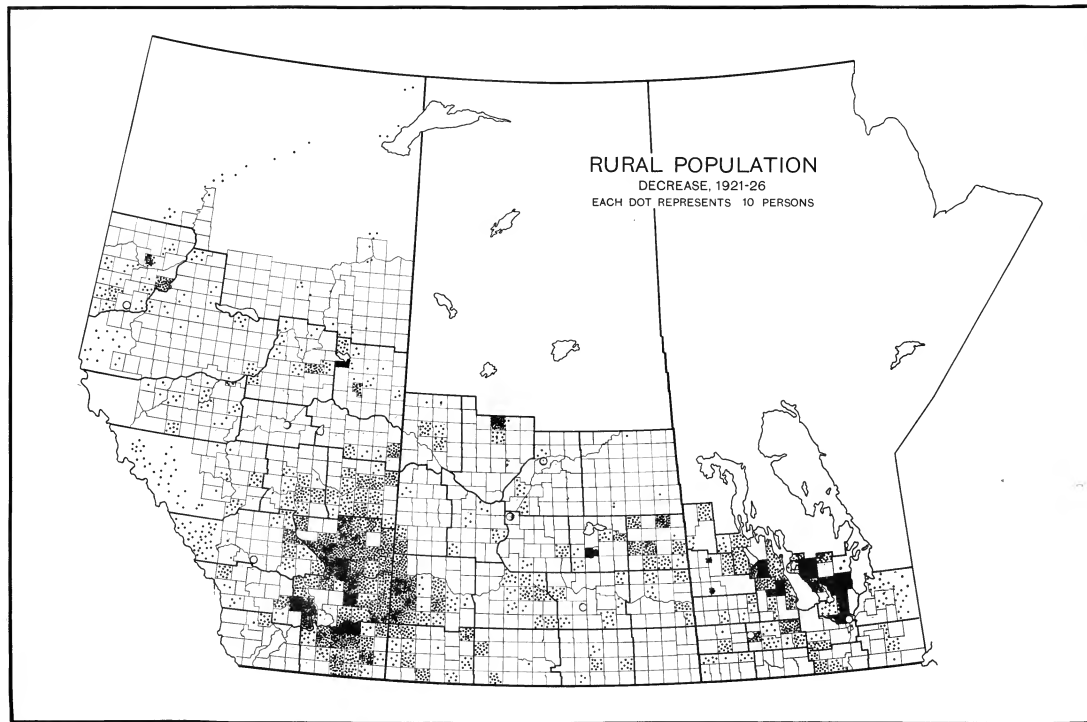 RURAL POPULATION
DECREASE, 1921-26
EACH DOT REPRESENTS 10 PERSONS